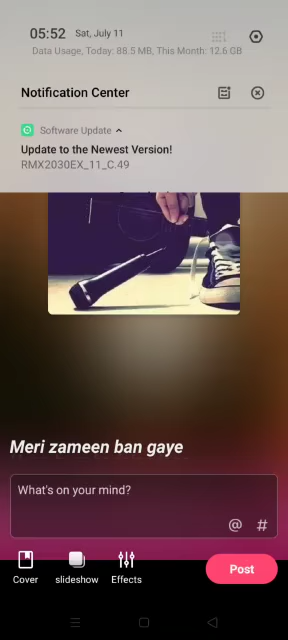 05:52 Sat, July 11
Data Usage, Today: 88.5 MB, This Month: 12.6 GB
Notification Center
Software Update
Update to the Newest Version!
RMX2030EX_11_C.49
Meri zameen ban gaye
What's on your mind?
@ #
Cover slideshow Effects Post